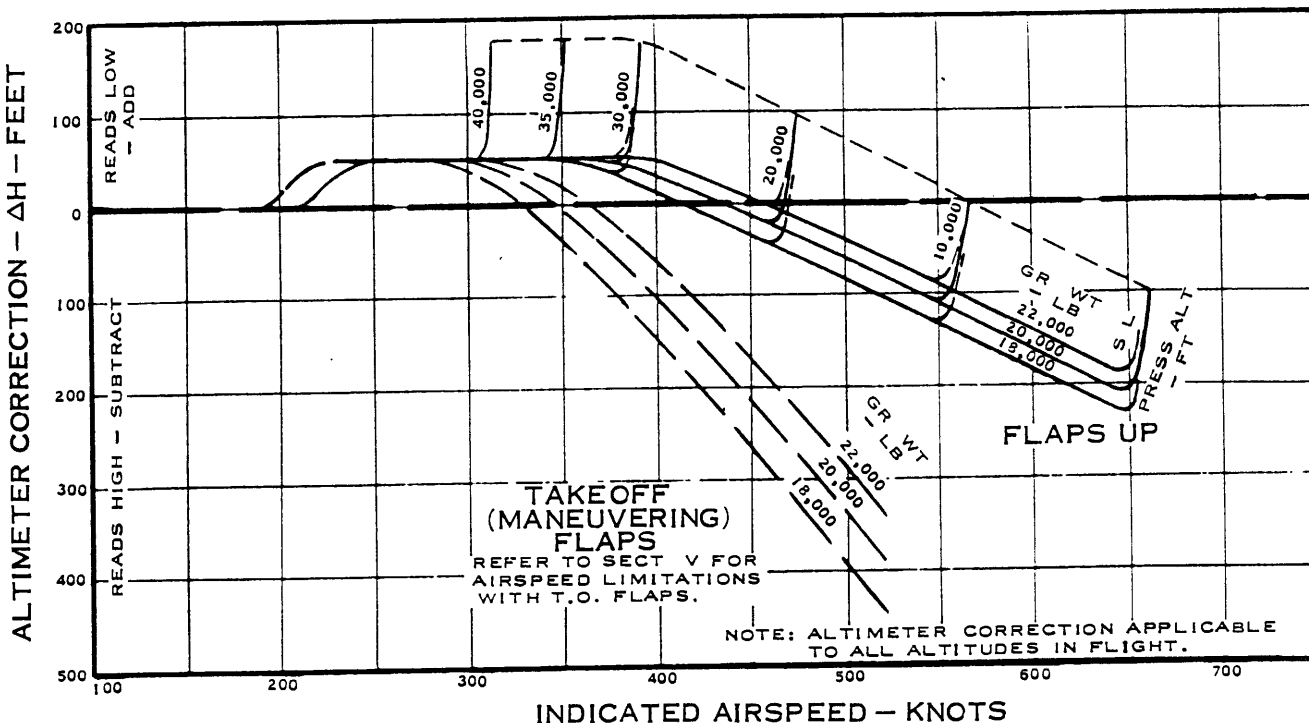 ALTIMETER CORRECTION – ΔH – FEET
200
100
0
100
200
300
400
500
READS LOW
– ADD
READS HIGH – SUBTRACT
40,000
35,000
30,000
20,000
10,000
GR WT
– LB
22,000
20,000
18,000
S L
PRESS ALT
– FT
FLAPS UP
GR WT
– LB
22,000
20,000
18,000
TAKEOFF
(MANEUVERING)
FLAPS
REFER TO SECT V FOR
AIRSPEED LIMITATIONS
WITH T.O. FLAPS.
NOTE: ALTIMETER CORRECTION APPLICABLE
TO ALL ALTITUDES IN FLIGHT.
100
200
300
400
500
600
700
INDICATED AIRSPEED – KNOTS